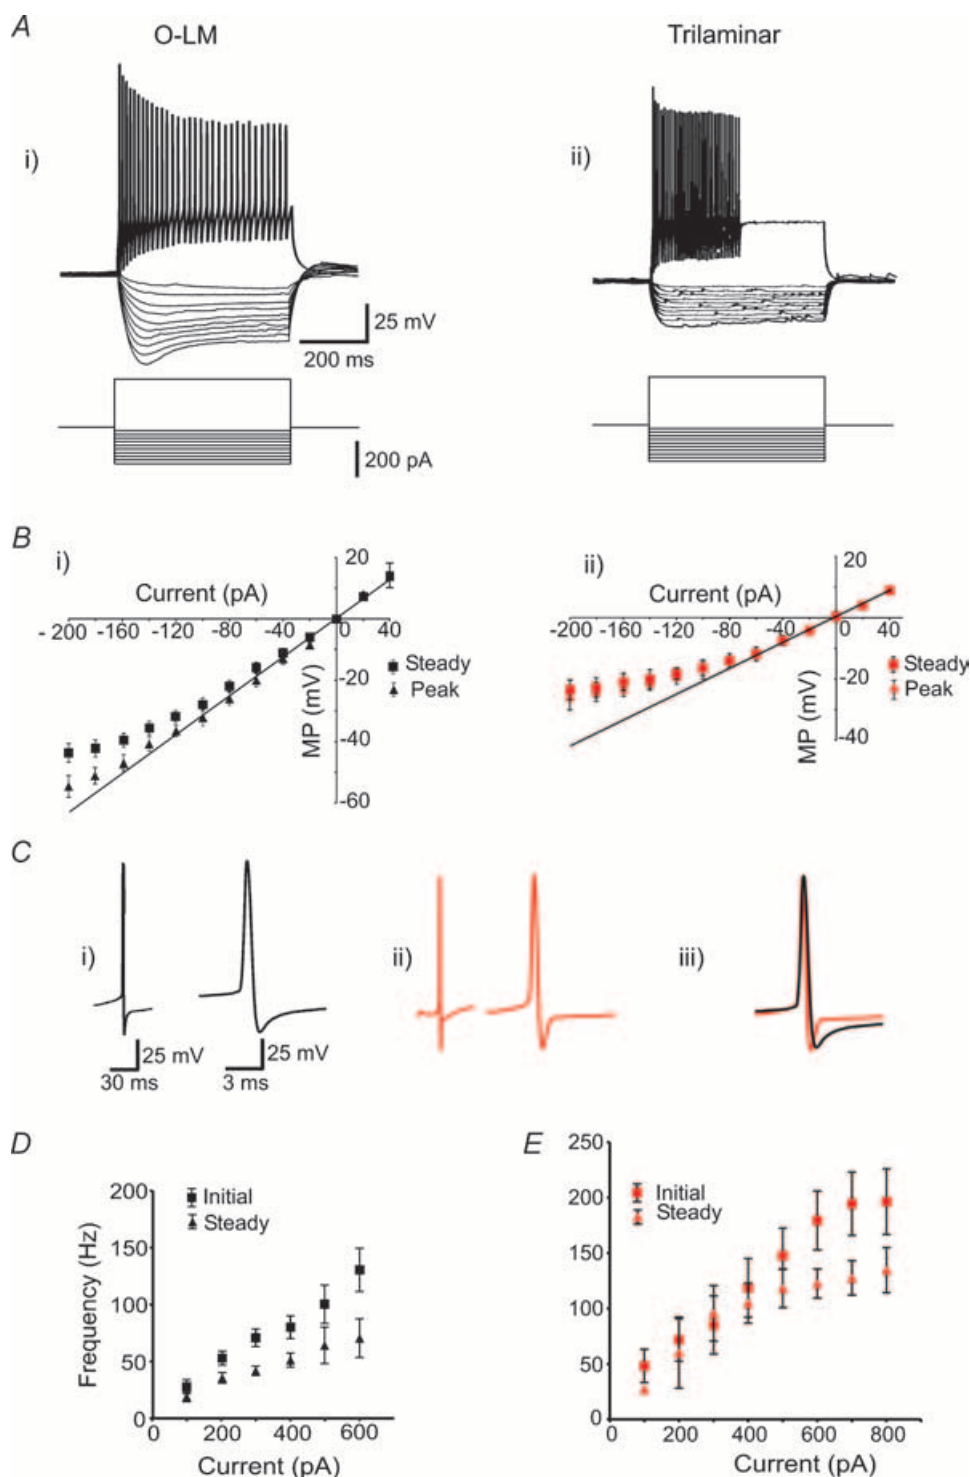 A
O-LM
Trilaminar
i)
ii)
25 mV
200 ms
200 pA
B
i)
ii)
20
Current (pA)
-200 -160 -120 -80 -40 0 40
Steady
Peak
-20
-40
-60
MP (mV)
20
Current (pA)
-200 -160 -120 -80 -40 0 40
Steady
Peak
-20
-40
MP (mV)
C
i)
ii)
iii)
25 mV
30 ms
25 mV
3 ms
D
E
200
150
100
50
0
Frequency (Hz)
Initial
Steady
200 400 600
Current (pA)
250
200
150
100
50
0
Initial
Steady
0 200 400 600 800
Current (pA)